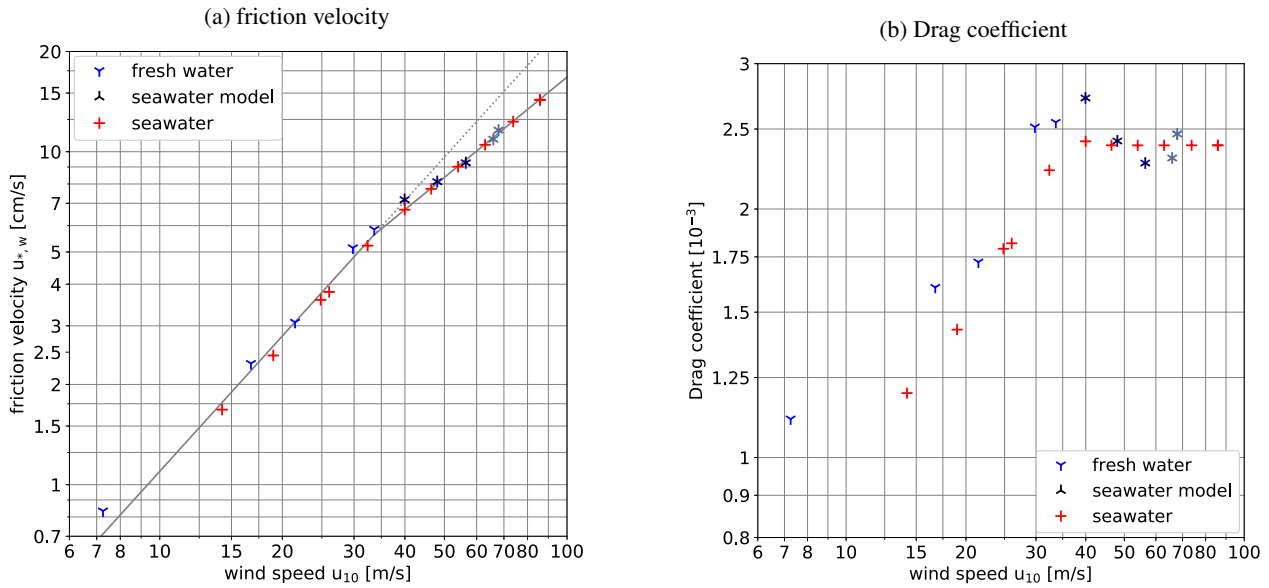 (a) friction velocity
20
15
10
7
5
4
3
2.5
2
1.5
1
0.7
friction velocity u*,w [cm/s]
fresh water
seawater model
seawater
6 7 8 10 15 20 30 40 50 60 7080 100
wind speed u10 [m/s]
(b) Drag coefficient
3
2.5
2
1.75
1.5
1.25
1
0.9
0.8
Drag coefficient [10−3]
fresh water
seawater model
seawater
6 7 8 10 15 20 30 40 50 60 7080 100
wind speed u10 [m/s]